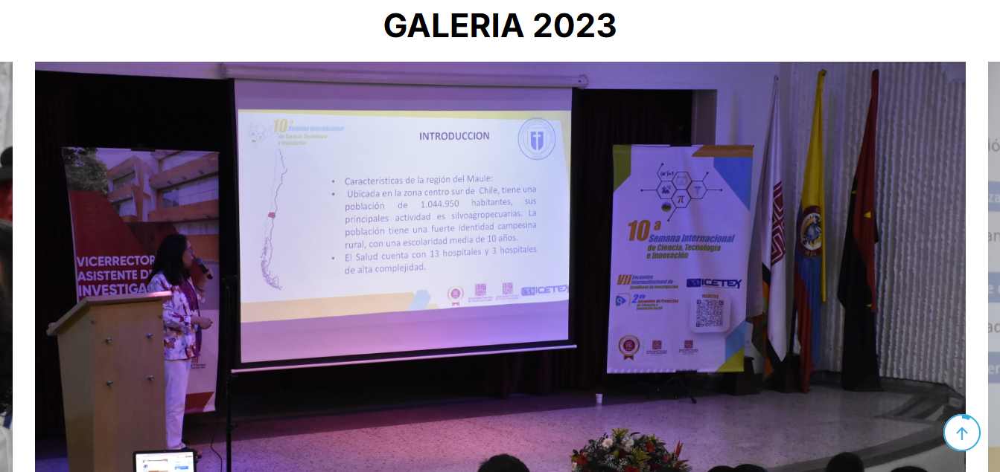 GALERIA 2023
10ª
Semana Internacional
de Ciencia, Tecnología
e Innovación
INTRODUCCION
• Características de la región del Maule:
• Ubicada en la zona centro sur de Chile, tiene una
población de 1.044.950 habitantes, sus
principales actividad es silvoagropecuarias. La
población tiene una fuerte identidad campesina
rural, con una escolaridad media de 10 años.
• El Salud cuenta con 13 hospitales y 3 hospitales
de alta complejidad.
ICETEX
VICERRECTOR
ASISTENTE DE
INVESTIGAC
π
10ª
Semana Internacional
de Ciencia, Tecnología
e Innovación
VII Encuentro
Interinstitucional de
Semilleros de Investigación
ICETEX
2do Encuentro de Proyectos
de Extensión e
REGISTRO